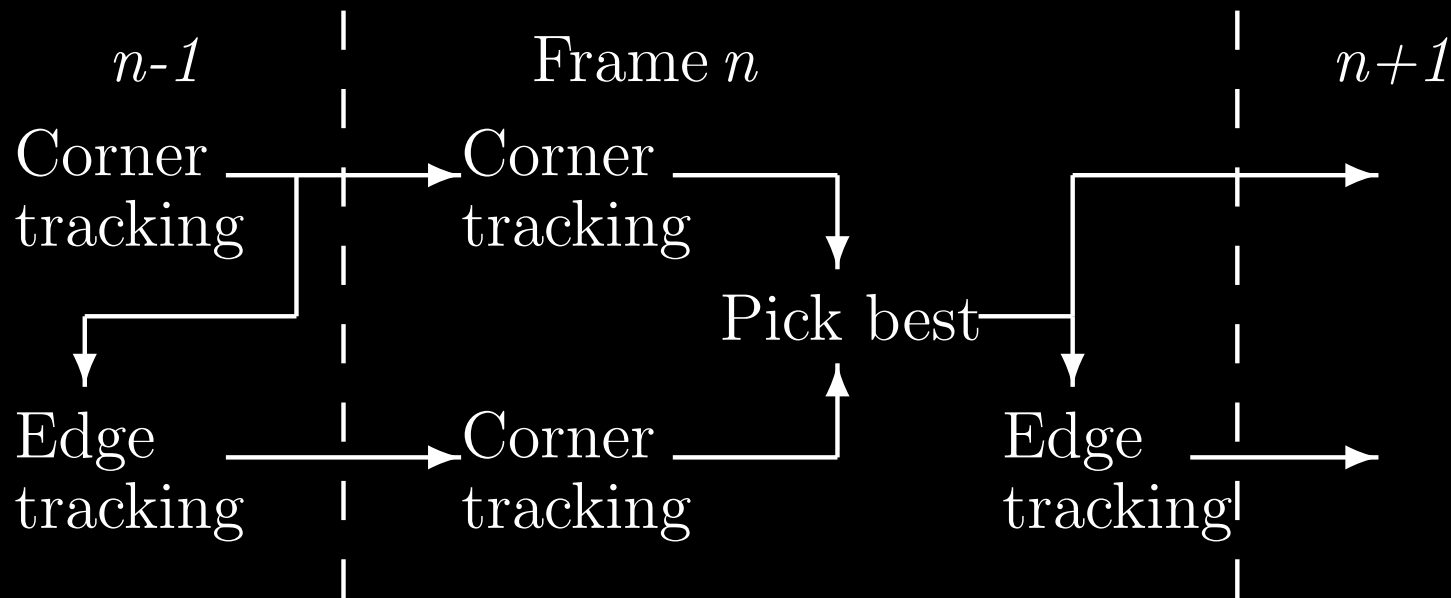 n-1
Frame n
n+1
Corner
tracking
Corner
tracking
Pick best
Edge
tracking
Corner
tracking
Edge
tracking